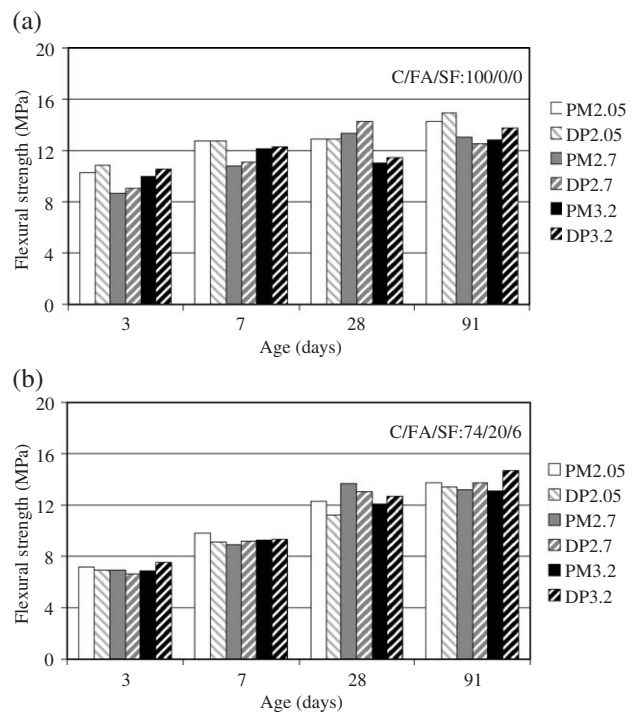 (a)
20
16
12
8
4
0
Flexural strength (MPa)
C/FA/SF:100/0/0
PM2.05
DP2.05
PM2.7
DP2.7
PM3.2
DP3.2
3 7 28 91
Age (days)
(b)
20
16
12
8
4
0
Flexural strength (MPa)
C/FA/SF:74/20/6
PM2.05
DP2.05
PM2.7
DP2.7
PM3.2
DP3.2
3 7 28 91
Age (days)